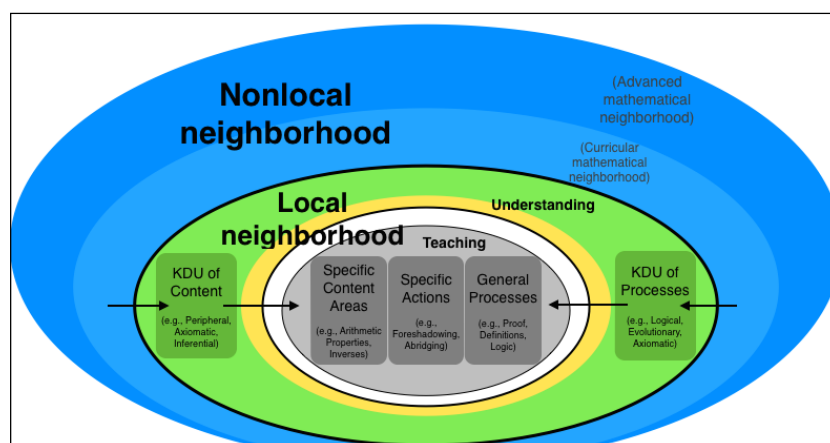 Nonlocal
neighborhood
(Advanced
mathematical
neighborhood)
(Curricular
mathematical
neighborhood)
Local
neighborhood
Understanding
Teaching
KDU of
Content
(e.g., Peripheral,
Axiomatic,
Inferential)
Specific
Content
Areas
(e.g., Arithmetic
Properties,
Inverses)
Specific
Actions
(e.g.,
Foreshadowing,
Abridging)
General
Processes
(e.g., Proof,
Definitions,
Logic)
KDU of
Processes
(e.g., Logical,
Evolutionary,
Axiomatic)